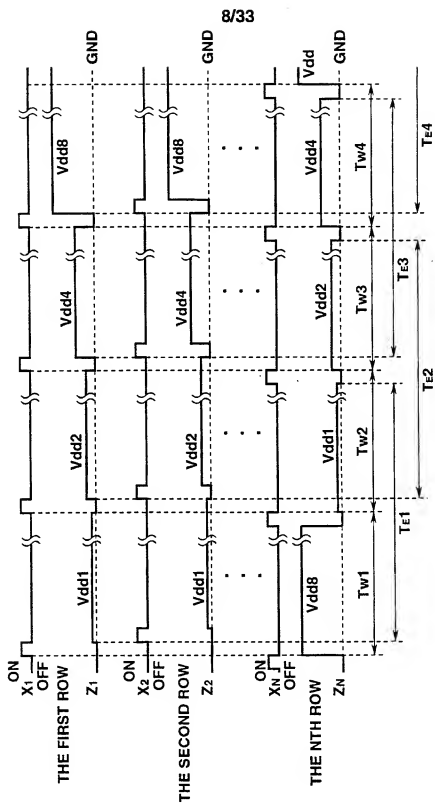 8/33
THE FIRST ROW
ON
X1
OFF
Z1
Vdd1
Vdd2
Vdd4
Vdd8
GND
THE SECOND ROW
ON
X2
OFF
Z2
Vdd1
Vdd2
Vdd4
Vdd8
GND
. . .
. . .
. . .
. . .
THE NTH ROW
ON
XN
OFF
ZN
Vdd8
Vdd1
Vdd2
Vdd4
Vdd
GND
TW1
TW2
TW3
TW4
TE1
TE3
TE2
TE4